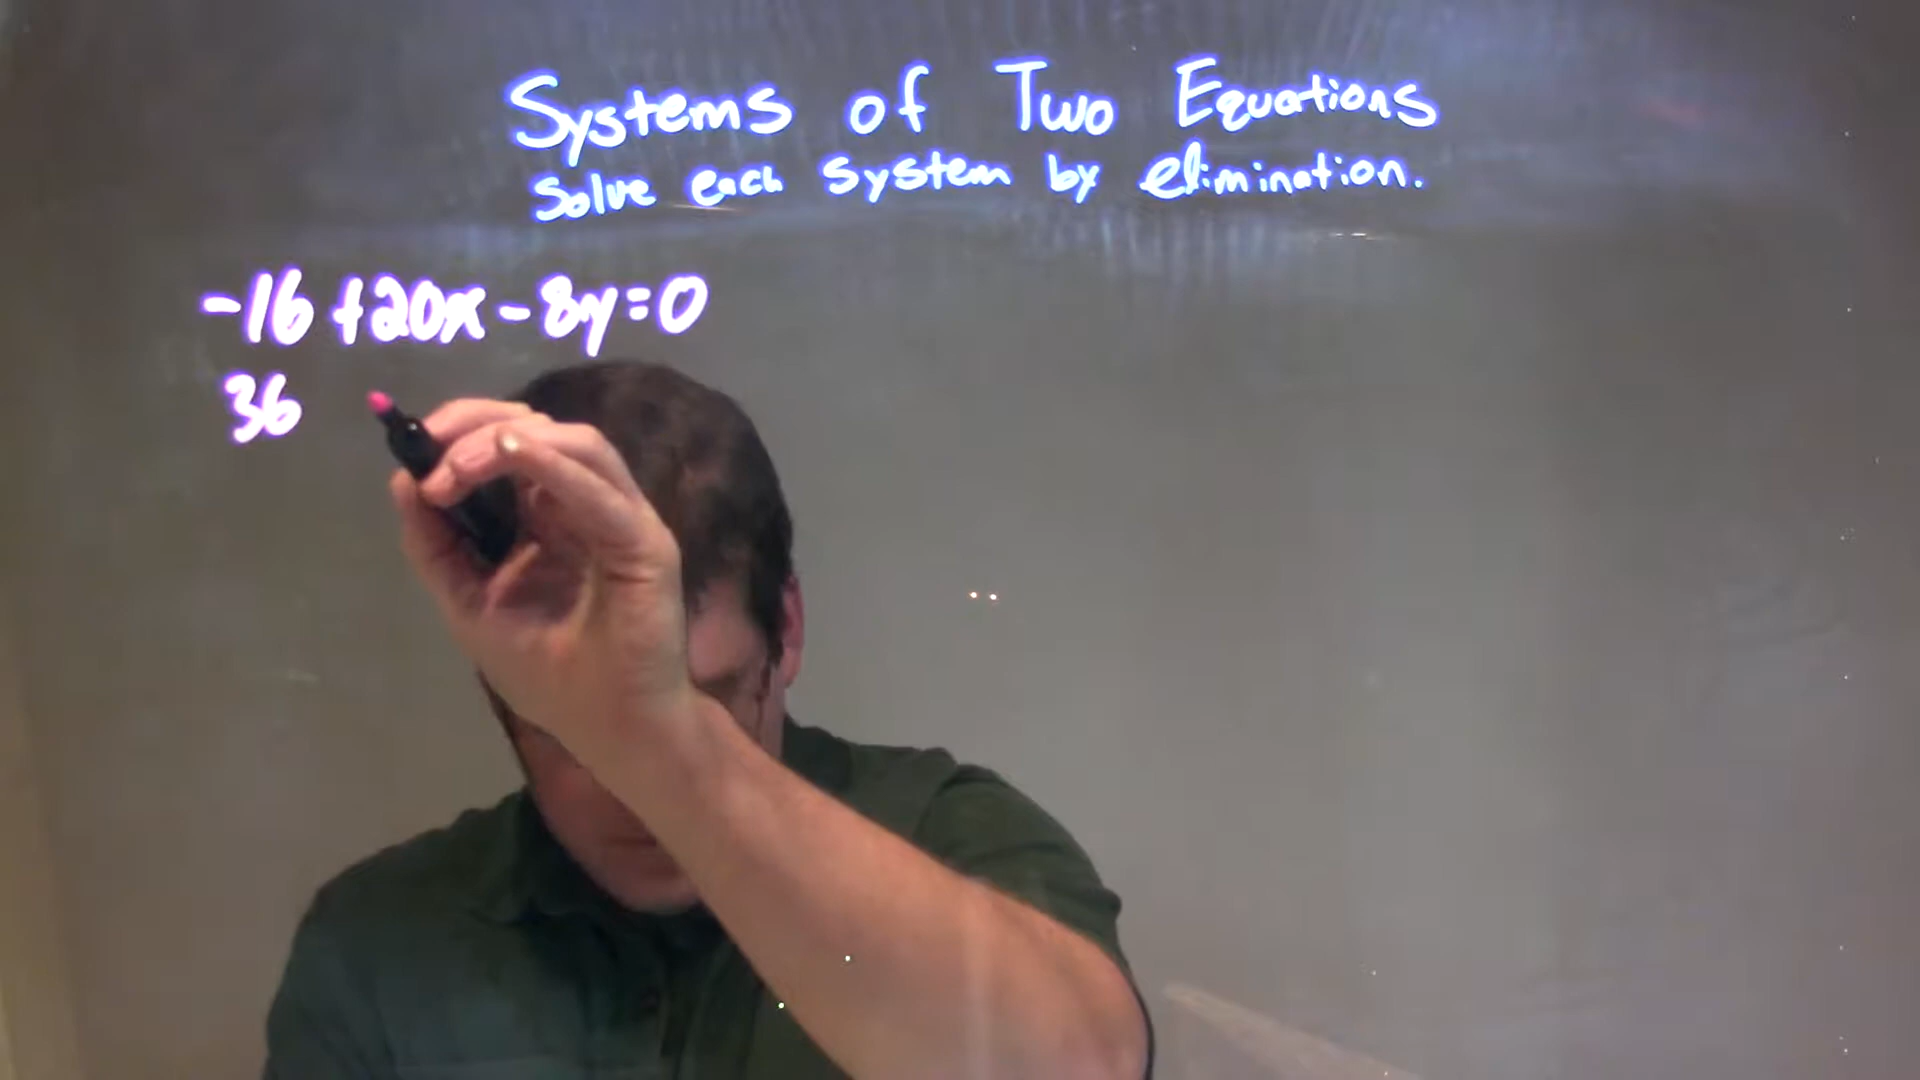 Systems of Two Equations
Solve each system by elimination.
-16 +20x - 8y = 0
36